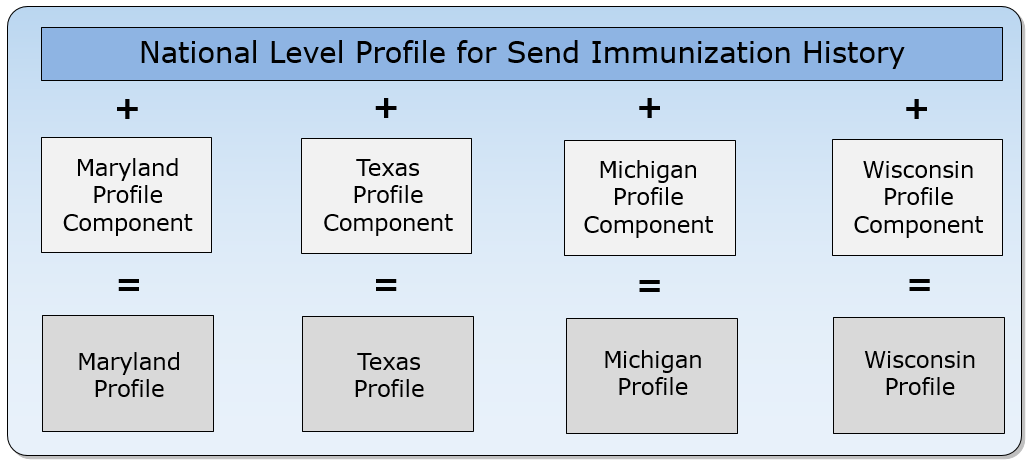 National Level Profile for Send Immunization History
+ + + +
Maryland
Profile
Component
Texas
Profile
Component
Michigan
Profile
Component
Wisconsin
Profile
Component
= = = =
Maryland
Profile
Texas
Profile
Michigan
Profile
Wisconsin
Profile